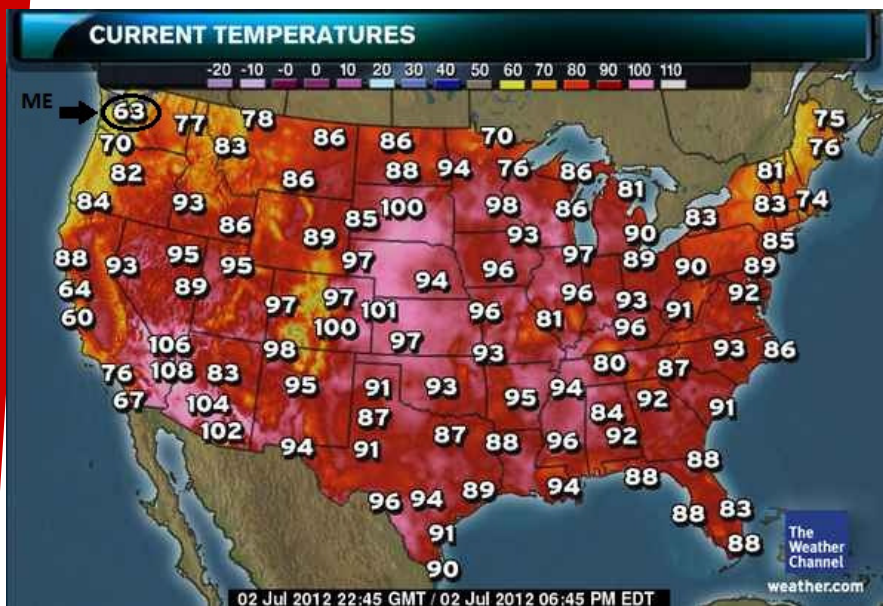 CURRENT TEMPERATURES
-20 -10 -0 0 10 20 30 40 50 60 70 80 90 100 110
ME
63 77 78 75
70 83 86 86 70 76
82 86 88 94 76 86 81 81
84 93 86 85 100 98 86 83 83 74
88 93 95 95 89 97 93 97 90 89 90 85
64 89 97 97 94 96 96 93 91 92 89
60 106 100 101 97 96 81 96 93 86
76 108 83 98 93 80 87
67 104 95 91 93 95 94 84 92 91
102 94 87 91 87 88 96 92 88
96 94 89 94 88 88 83
91 88
90
The
Weather
Channel
weather.com
02 Jul 2012 22:45 GMT / 02 Jul 2012 06:45 PM EDT